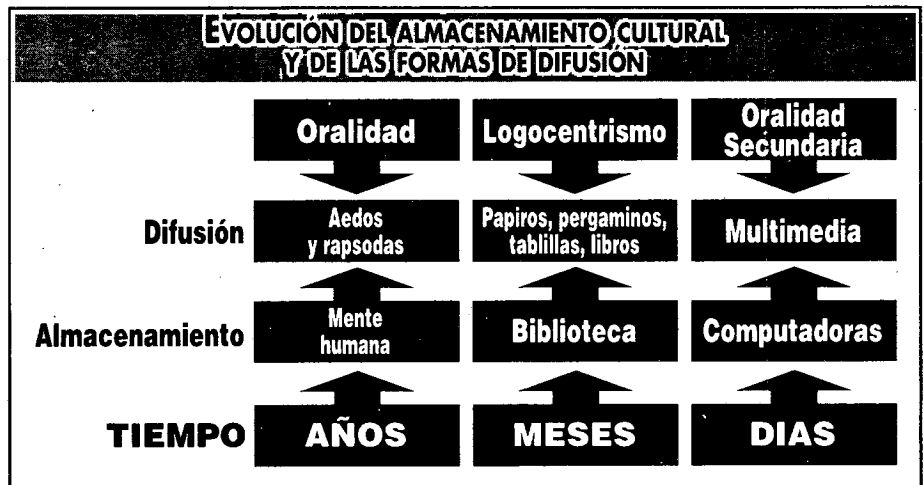 EVOLUCIÓN DEL ALMACENAMIENTO CULTURAL
Y DE LAS FORMAS DE DIFUSIÓN
Oralidad
Logocentrismo
Oralidad
Secundaria
Difusión
Aedos
y rapsodas
Papiros, pergaminos,
tablillas, libros
Multimedia
Almacenamiento
Mente
humana
Biblioteca
Computadoras
TIEMPO
AÑOS
MESES
DIAS